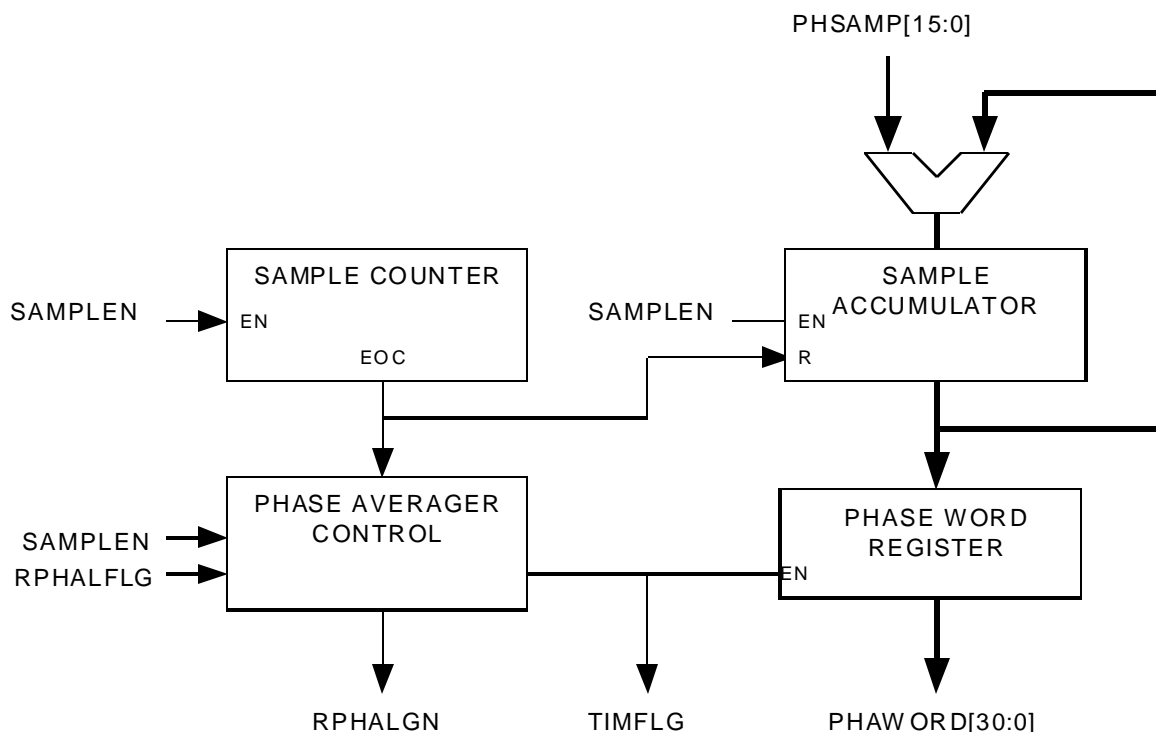 PHSAMP[15:0]
SAMPLE COUNTER
SAMPLEN
EN
EOC
SAMPLE
ACCUMULATOR
SAMPLEN
EN
R
PHASE AVERAGER
CONTROL
SAMPLEN
RPHALFLG
PHASE WORD
REGISTER
EN
RPHALGN
TIMFLG
PHAWORD[30:0]